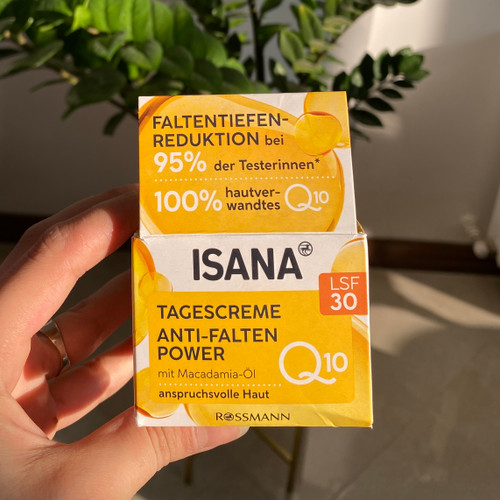 FALTENTIEFEN-
REDUKTION bei
95% der Testerinnen*
100% hautver-
wandtes Q10
ISANA
LSF
30
TAGESCREME
ANTI-FALTEN
POWER
mit Macadamia-Öl
Q10
anspruchsvolle Haut
ROSSMANN